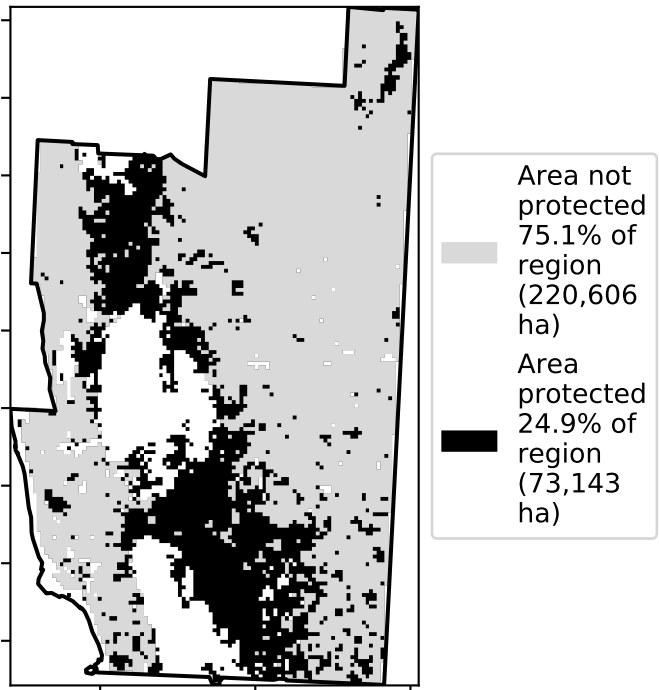 Area not
protected
75.1% of
region
(220,606
ha)
Area
protected
24.9% of
region
(73,143
ha)